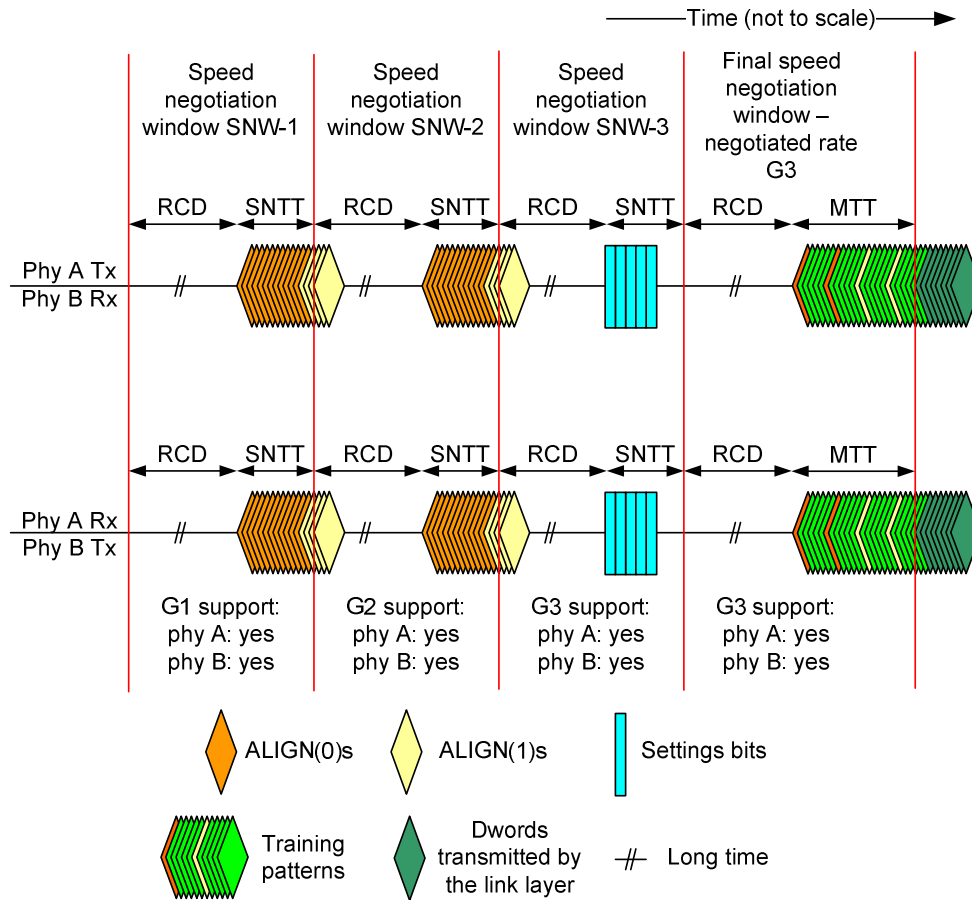 Time (not to scale)
Speed
negotiation
window SNW-1
Speed
negotiation
window SNW-2
Speed
negotiation
window SNW-3
Final speed
negotiation
window –
negotiated rate
G3
RCD
SNTT
RCD
SNTT
RCD
SNTT
RCD
MTT
Phy A Tx
Phy B Rx
RCD
SNTT
RCD
SNTT
RCD
SNTT
RCD
MTT
Phy A Rx
Phy B Tx
G1 support:
phy A: yes
phy B: yes
G2 support:
phy A: yes
phy B: yes
G3 support:
phy A: yes
phy B: yes
G3 support:
phy A: yes
phy B: yes
ALIGN(0)s
ALIGN(1)s
Settings bits
Training
patterns
Dwords
transmitted by
the link layer
Long time